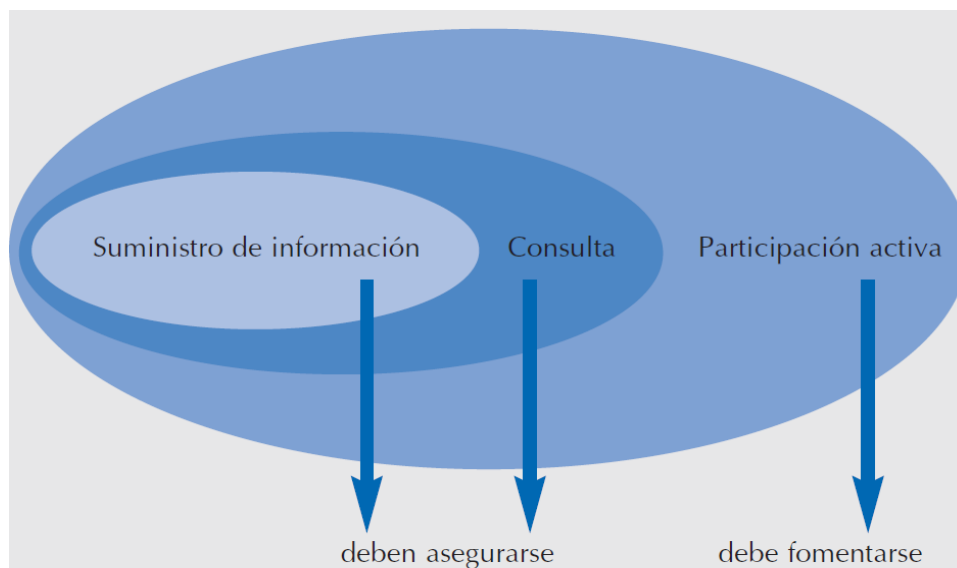 Suministro de información
Consulta
Participación activa
deben asegurarse
debe fomentarse